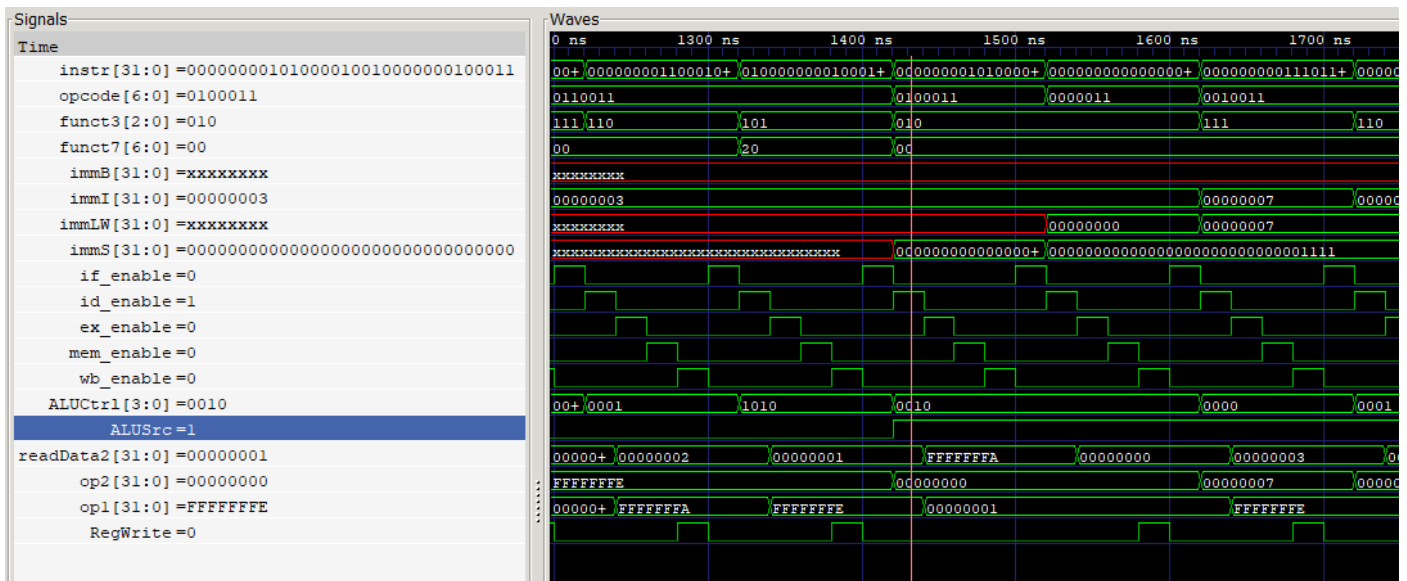 Signals Waves
Time 0 ns 1300 ns 1400 ns 1500 ns 1600 ns 1700 ns
instr[31:0] =00000000101000010010000000100011 00+ 000000001100010+ 010000000010001+ 000000001010000+ 000000000000000+ 000000000111011+ 00000
opcode[6:0] =0100011 0110011 0100011 0000011 0010011
funct3[2:0] =010 111 110 101 010 111 110
funct7[6:0] =00 00 20 00
immB[31:0] =xxxxxxxx xxxxxxxx
immI[31:0] =00000003 00000003 00000007 00000
immLW[31:0] =xxxxxxxx xxxxxxxx 00000000 00000007
immS[31:0] =00000000000000000000000000000000 xxxxxxxxxxxxxxxxxxxxxxxxxxxxxxxx 000000000000000+ 00000000000000000000000000001111
if_enable =0
id_enable =1
ex_enable =0
mem_enable =0
wb_enable =0
ALUCtrl[3:0] =0010 00+ 0001 1010 0010 0000 0001
ALUSrc =1
readData2[31:0] =00000001 00000+ 00000002 00000001 FFFFFFFA 00000000 00000003 0
op2[31:0] =00000000 FFFFFFFE 00000000 00000007 00000
op1[31:0] =FFFFFFFE 00000+ FFFFFFFA FFFFFFFE 00000001 FFFFFFFE
RegWrite =0